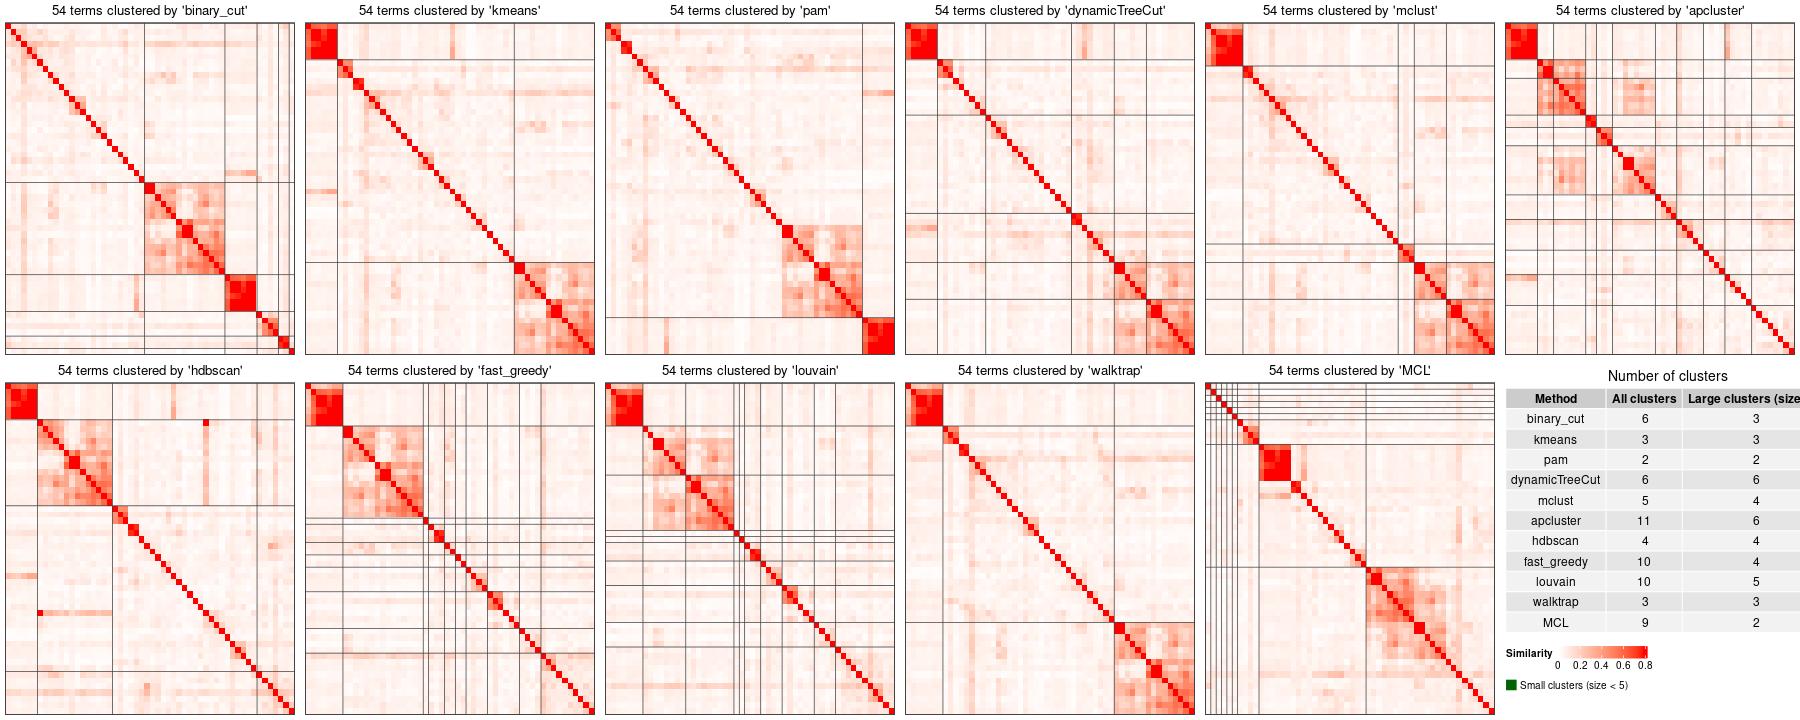 54 terms clustered by 'binary_cut'
54 terms clustered by 'kmeans'
54 terms clustered by 'pam'
54 terms clustered by 'dynamicTreeCut'
54 terms clustered by 'mclust'
54 terms clustered by 'apcluster'
54 terms clustered by 'hdbscan'
54 terms clustered by 'fast_greedy'
54 terms clustered by 'louvain'
54 terms clustered by 'walktrap'
54 terms clustered by 'MCL'
Number of clusters
Method All clusters Large clusters (size
binary_cut 6 3
kmeans 3 3
pam 2 2
dynamicTreeCut 6 6
mclust 5 4
apcluster 11 6
hdbscan 4 4
fast_greedy 10 4
louvain 10 5
walktrap 3 3
MCL 9 2
Similarity
0 0.2 0.4 0.6 0.8
Small clusters (size < 5)